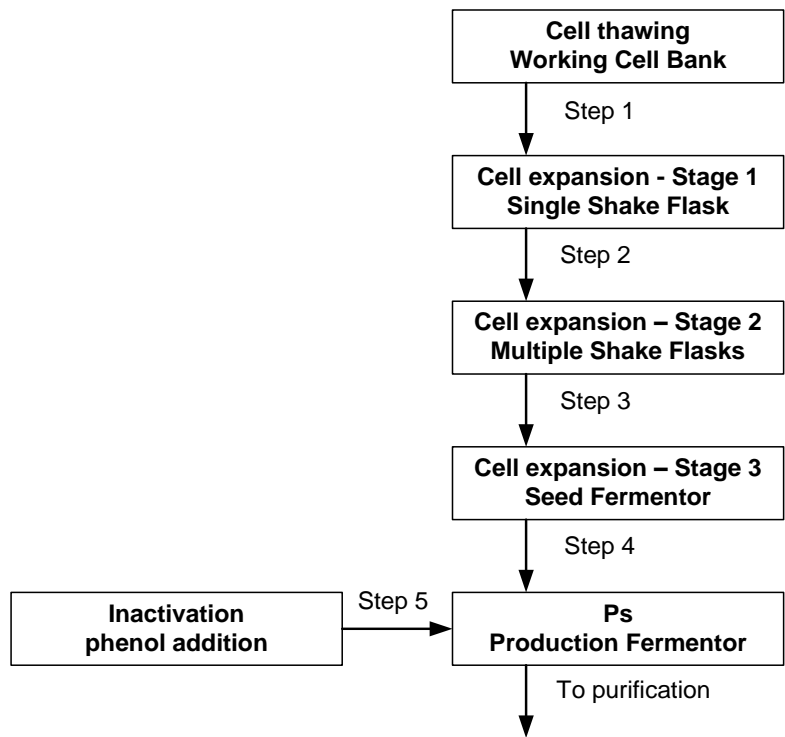 Cell thawing
Working Cell Bank
Step 1
Cell expansion - Stage 1
Single Shake Flask
Step 2
Cell expansion – Stage 2
Multiple Shake Flasks
Step 3
Cell expansion – Stage 3
Seed Fermentor
Step 4
Inactivation
phenol addition
Step 5
Ps
Production Fermentor
To purification